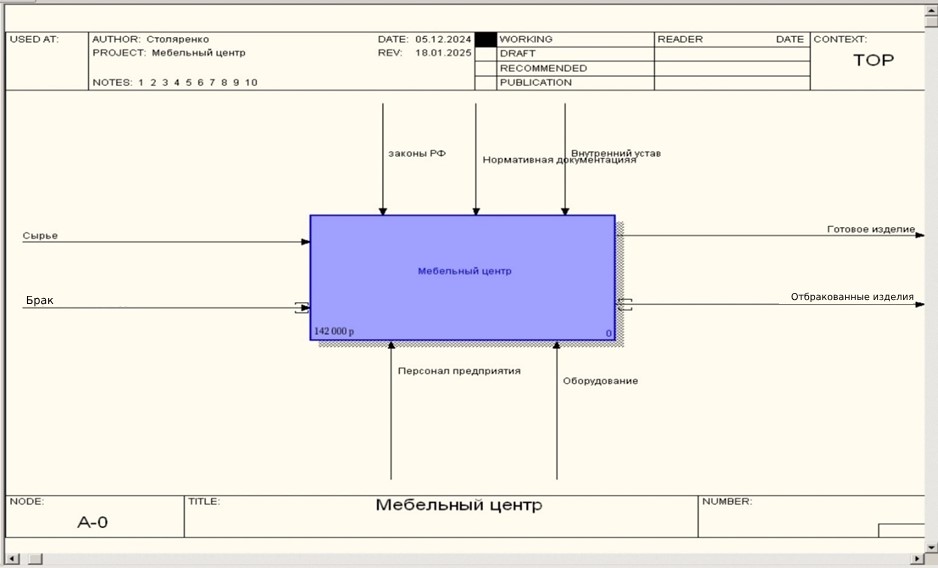 USED AT:
AUTHOR: Столяренко
DATE: 05.12.2024
WORKING
READER
DATE
CONTEXT:
PROJECT: Мебельный центр
REV: 18.01.2025
DRAFT
TOP
RECOMMENDED
NOTES: 1 2 3 4 5 6 7 8 9 10
PUBLICATION
законы РФ
Нормативная документацияя
Внутренний устав
Сырье
Готовое изделие
Мебельный центр
Брак
Отбракованные изделия
142 000 р
0
Персонал предприятия
Оборудование
NODE:
TITLE:
Мебельный центр
NUMBER:
A-0